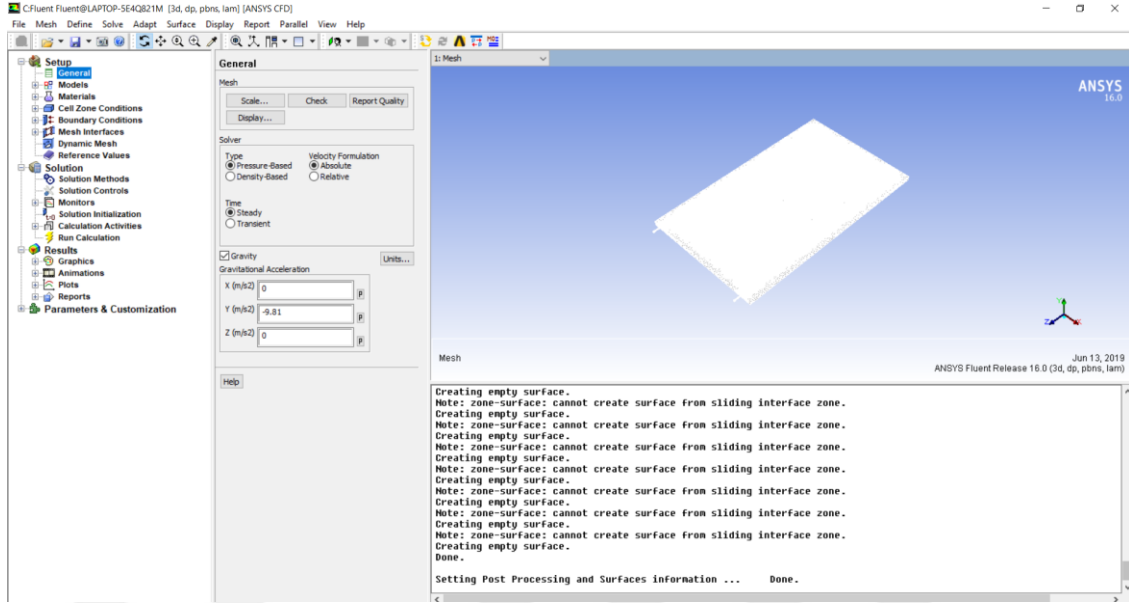 C:Fluent Fluent@LAPTOP-5E4Q821M [3d, dp, pbns, lam] [ANSYS CFD]
File Mesh Define Solve Adapt Surface Display Report Parallel View Help
Setup
General
Models
Materials
Cell Zone Conditions
Boundary Conditions
Mesh Interfaces
Dynamic Mesh
Reference Values
Solution
Solution Methods
Solution Controls
Monitors
Solution Initialization
Calculation Activities
Run Calculation
Results
Graphics
Animations
Plots
Reports
Parameters & Customization
General
Mesh
Scale... Check Report Quality
Display...
Solver
Type Velocity Formulation
Pressure-Based Absolute
Density-Based Relative
Time
Steady
Transient
Gravity Units...
Gravitational Acceleration
X (m/s2) 0 P
Y (m/s2) -9.81 P
Z (m/s2) 0 P
Help
1: Mesh
ANSYS
16.0
Y
Z X
Mesh Jun 13, 2019
ANSYS Fluent Release 16.0 (3d, dp, pbns, lam)
Creating empty surface.
Note: zone-surface: cannot create surface from sliding interface zone.
Creating empty surface.
Note: zone-surface: cannot create surface from sliding interface zone.
Creating empty surface.
Note: zone-surface: cannot create surface from sliding interface zone.
Creating empty surface.
Note: zone-surface: cannot create surface from sliding interface zone.
Creating empty surface.
Note: zone-surface: cannot create surface from sliding interface zone.
Creating empty surface.
Note: zone-surface: cannot create surface from sliding interface zone.
Creating empty surface.
Note: zone-surface: cannot create surface from sliding interface zone.
Creating empty surface.
Done.
Setting Post Processing and Surfaces information ... Done.